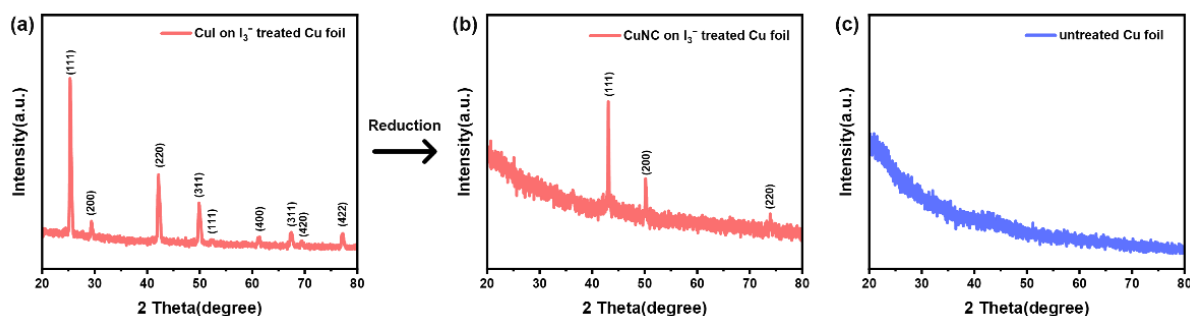 (a)
CuI on I₃⁻ treated Cu foil
(111)
(200)
(220)
(311)
(111)
(400)
(311)
(420)
(422)
Intensity(a.u.)
20 30 40 50 60 70 80
2 Theta(degree)
Reduction
(b)
CuNC on I₃⁻ treated Cu foil
(111)
(200)
(220)
Intensity(a.u.)
20 30 40 50 60 70 80
2 Theta(degree)
(c)
untreated Cu foil
Intensity(a.u.)
20 30 40 50 60 70 80
2 Theta(degree)